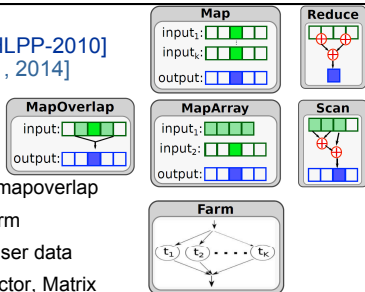 HLPP-2010]
, 2014]
Map
input1:
inputk:
output:
Reduce
MapOverlap
input:
output:
MapArray
input1:
input2:
output:
Scan
mapoverlap
rm
ser data
ctor, Matrix
Farm
t1 t2 tK